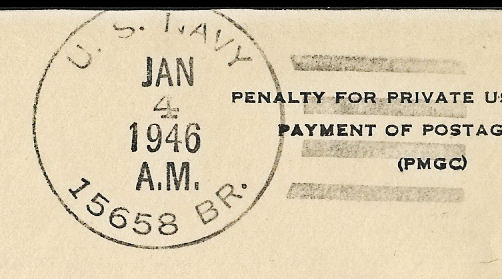 U. S. NAVY
JAN
4
1946
A.M.
15658 BR.
PENALTY FOR PRIVATE US
PAYMENT OF POSTAG
(PMGC)